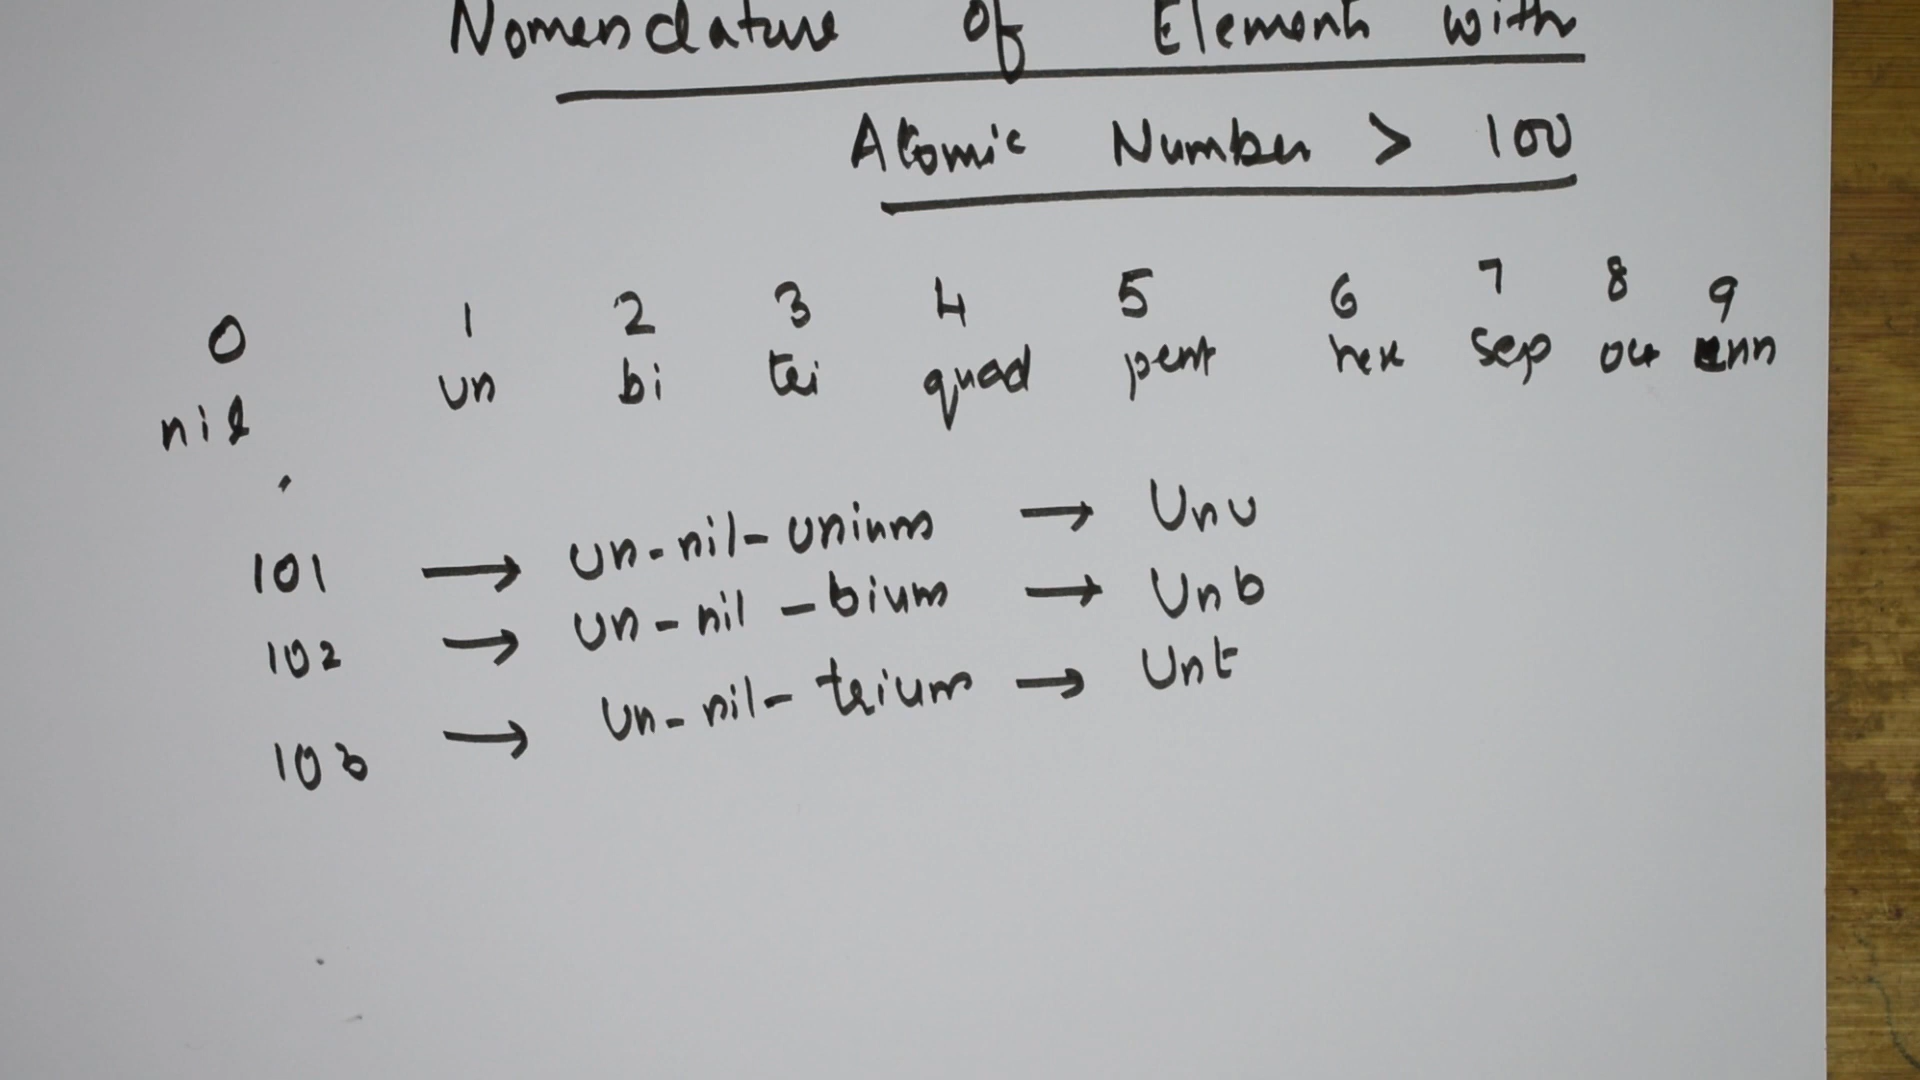 Nomenclature of Elements with
Atomic Number > 100
0 1 2 3 4 5 6 7 8 9
nil un bi tri quad pent hex sep oct enn
101 → un-nil-unium → Unu
102 → un-nil-bium → Unb
103 → un-nil-trium → Unt